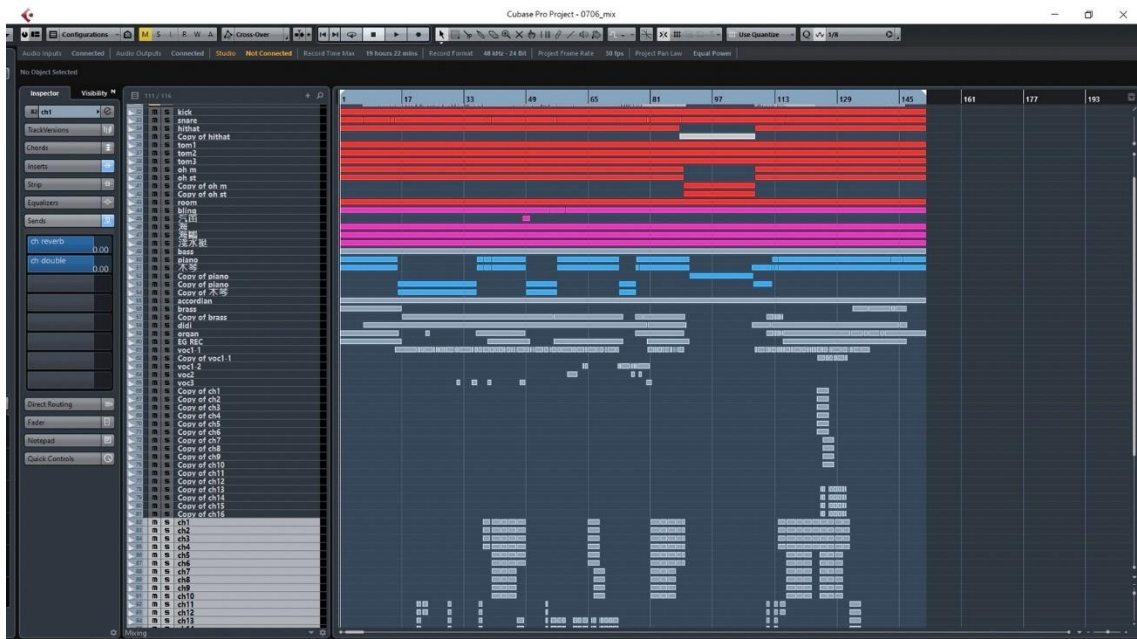 Cubase Pro Project - 0706_mix
Configurations
M S L R W A
Cross-Over
Use Quantize
Q
1/8
Audio Inputs Connected
Audio Outputs Connected
Studio Not Connected
Record Time Max 19 hours 22 mins
Record Format 48 kHz - 24 Bit
Project Frame Rate 30 fps
Project Pan Law Equal Power
No Object Selected
Inspector
Visibility
ch1
TrackVersions
Chords
Inserts
Strip
Equalizers
Sends
ch reverb
0.00
ch double
0.00
Direct Routing
Fader
Notepad
Quick Controls
111 / 116
1 17 33 49 65 81 97 113 129 145 161 177 193
kick
snare
hithat
Copy of hithat
tom1
tom2
tom3
oh m
oh st
Copy of oh m
Copy of oh st
room
bling
汽笛
海
海鷗
淺水艇
bass
piano
木琴
Copy of piano
Copy of piano
Copy of 木琴
accordian
brass
Copy of brass
didi
organ
EG REC
voc1-1
Copy of voc1-1
voc1-2
voc2
voc3
Copy of ch1
Copy of ch2
Copy of ch3
Copy of ch4
Copy of ch5
Copy of ch6
Copy of ch7
Copy of ch8
Copy of ch9
Copy of ch10
Copy of ch11
Copy of ch12
Copy of ch13
Copy of ch14
Copy of ch15
Copy of ch16
ch1
ch2
ch3
ch4
ch5
ch6
ch7
ch8
ch9
ch10
ch11
ch12
ch13
Mixing